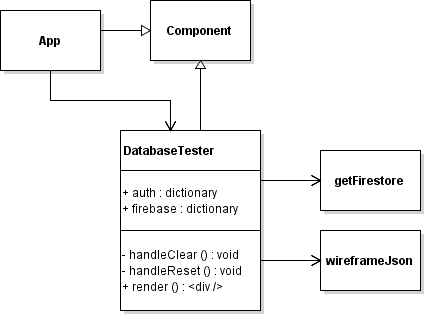 App
Component
DatabaseTester
+ auth : dictionary
+ firebase : dictionary
- handleClear () : void
- handleReset () : void
+ render () : <div />
getFirestore
wireframeJson